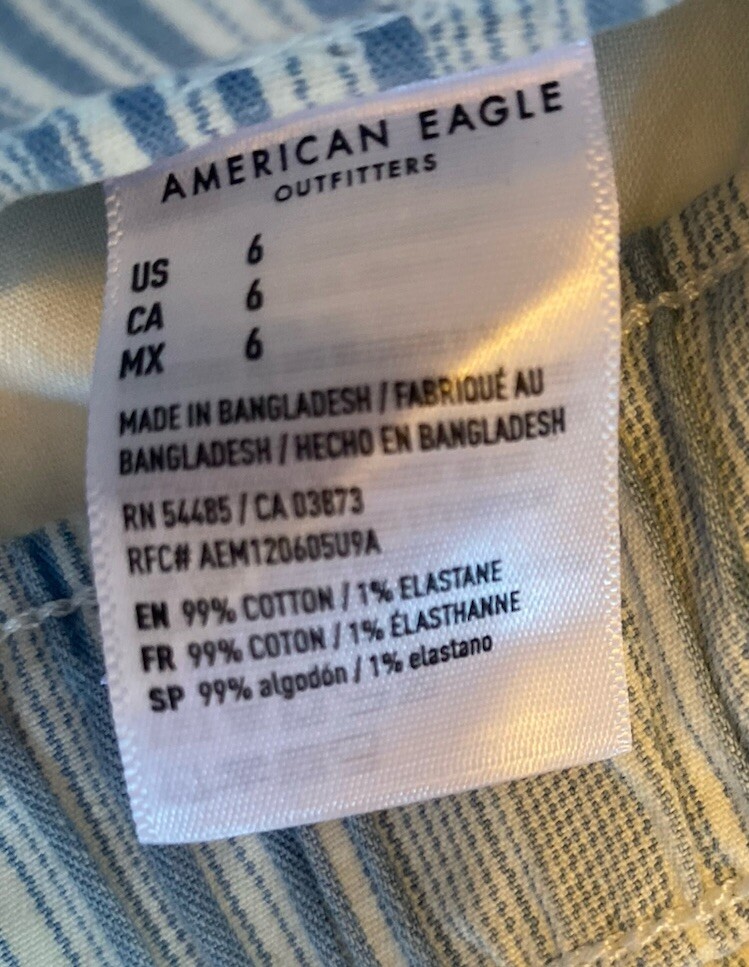 AMERICAN EAGLE
OUTFITTERS
US 6
CA 6
MX 6
MADE IN BANGLADESH / FABRIQUÉ AU
BANGLADESH / HECHO EN BANGLADESH
RN 54485 / CA 03873
RFC# AEM120605U9A
EN 99% COTTON / 1% ELASTANE
FR 99% COTON / 1% ÉLASTHANNE
SP 99% algodón / 1% elastano